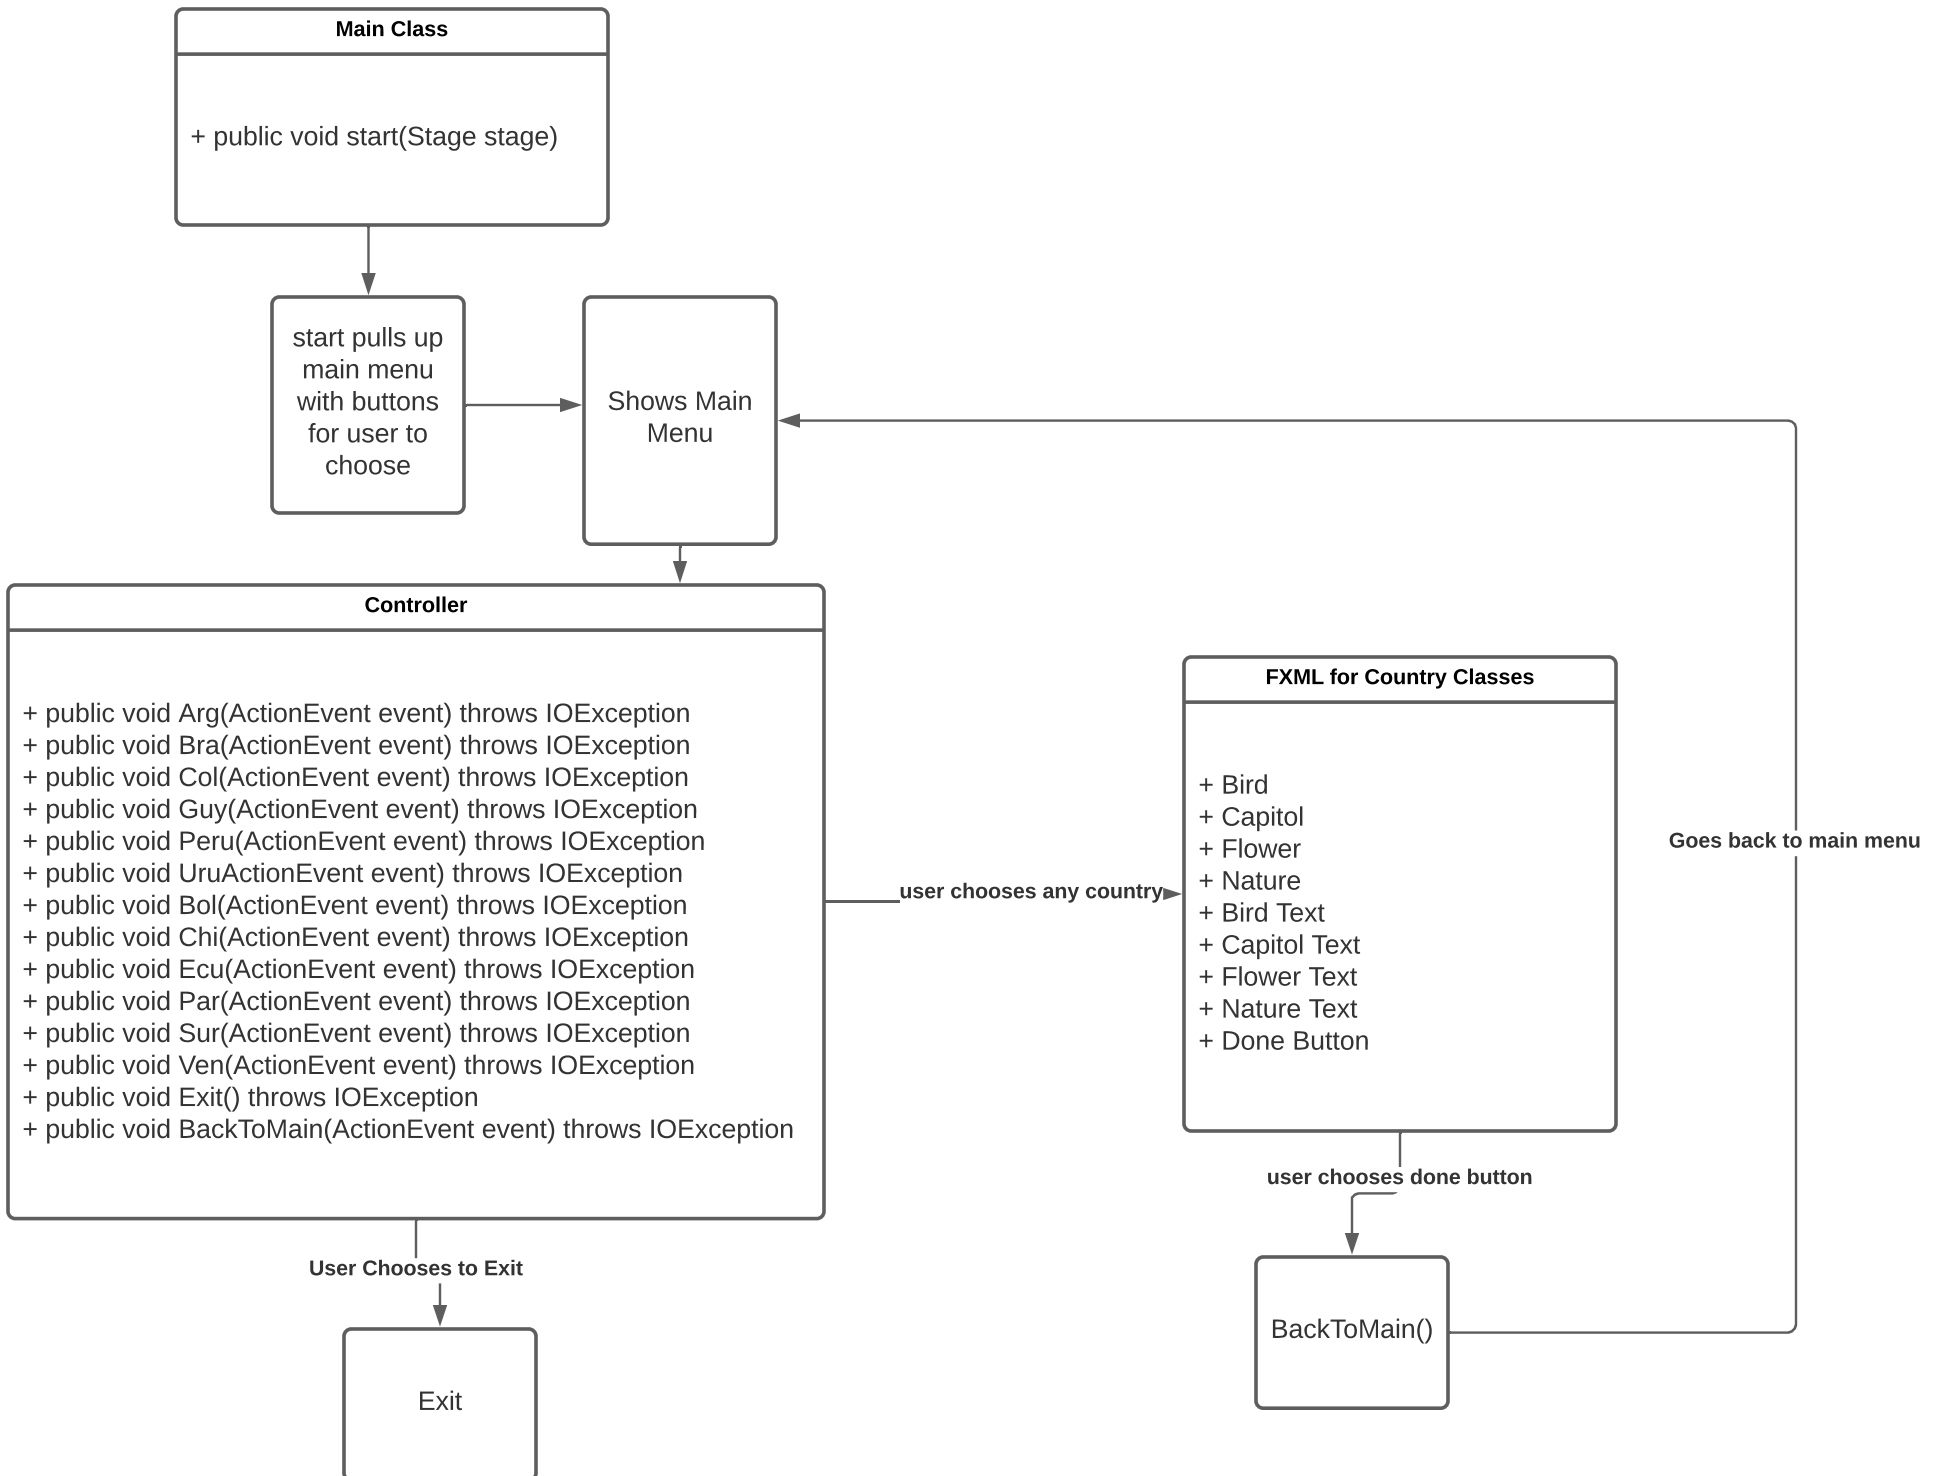 Main Class
+ public void start(Stage stage)
start pulls up
main menu
with buttons
for user to
choose
Shows Main
Menu
Controller
+ public void Arg(ActionEvent event) throws IOException
+ public void Bra(ActionEvent event) throws IOException
+ public void Col(ActionEvent event) throws IOException
+ public void Guy(ActionEvent event) throws IOException
+ public void Peru(ActionEvent event) throws IOException
+ public void UruActionEvent event) throws IOException
+ public void Bol(ActionEvent event) throws IOException
+ public void Chi(ActionEvent event) throws IOException
+ public void Ecu(ActionEvent event) throws IOException
+ public void Par(ActionEvent event) throws IOException
+ public void Sur(ActionEvent event) throws IOException
+ public void Ven(ActionEvent event) throws IOException
+ public void Exit() throws IOException
+ public void BackToMain(ActionEvent event) throws IOException
user chooses any country
FXML for Country Classes
+ Bird
+ Capitol
+ Flower
+ Nature
+ Bird Text
+ Capitol Text
+ Flower Text
+ Nature Text
+ Done Button
Goes back to main menu
user chooses done button
User Chooses to Exit
BackToMain()
Exit